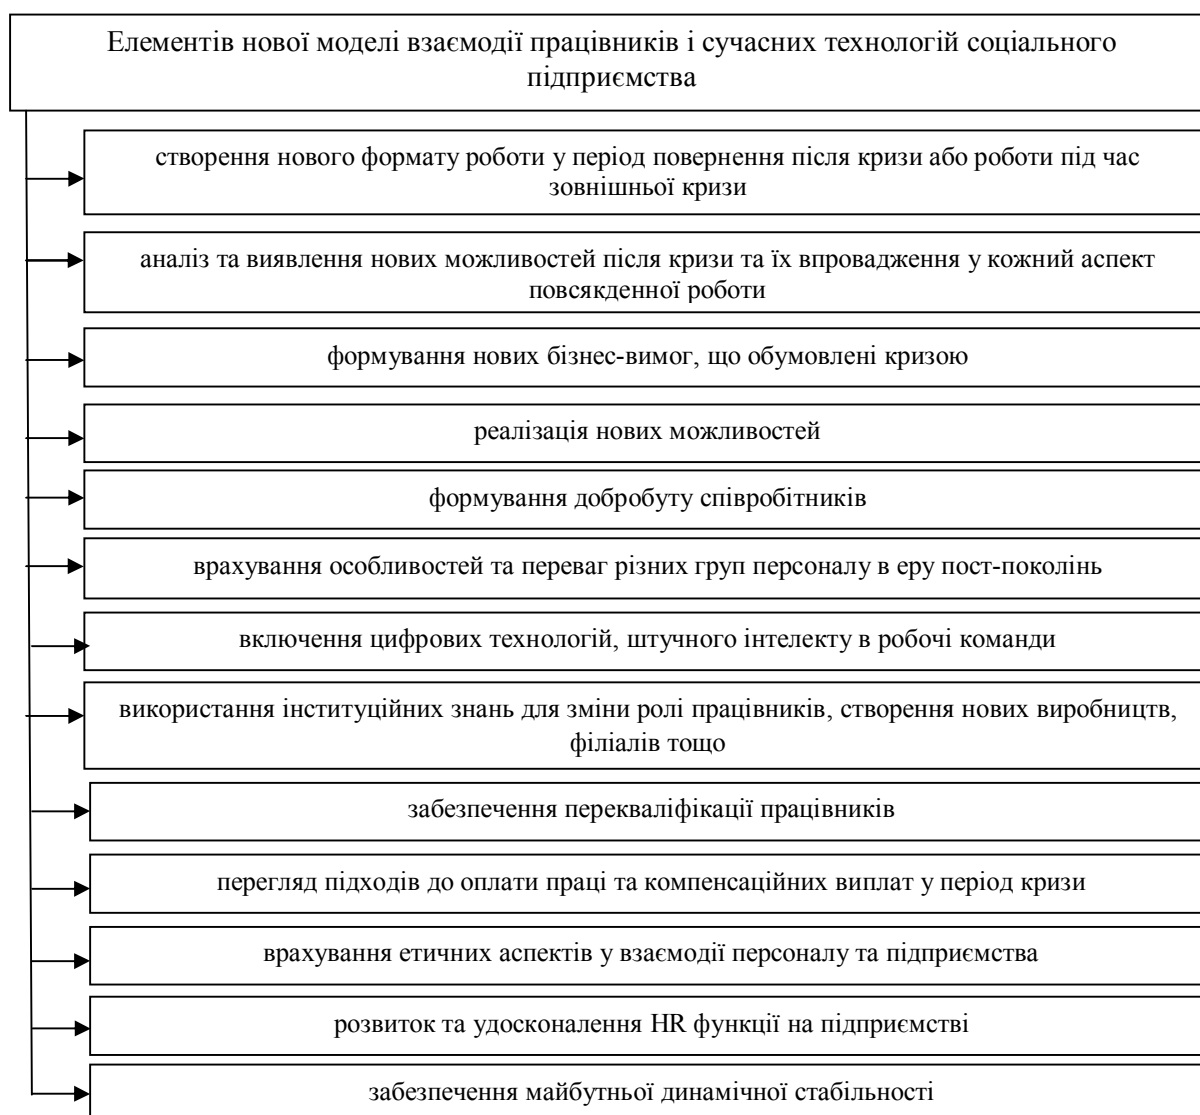 Елементів нової моделі взаємодії працівників і сучасних технологій соціального
підприємства
створення нового формату роботи у період повернення після кризи або роботи під час
зовнішньої кризи
аналіз та виявлення нових можливостей після кризи та їх впровадження у кожний аспект
повсякденної роботи
формування нових бізнес-вимог, що обумовлені кризою
реалізація нових можливостей
формування добробуту співробітників
врахування особливостей та переваг різних груп персоналу в еру пост-поколінь
включення цифрових технологій, штучного інтелекту в робочі команди
використання інституційних знань для зміни ролі працівників, створення нових виробництв,
філіалів тощо
забезпечення перекваліфікації працівників
перегляд підходів до оплати праці та компенсаційних виплат у період кризи
врахування етичних аспектів у взаємодії персоналу та підприємства
розвиток та удосконалення HR функції на підприємстві
забезпечення майбутньої динамічної стабільності